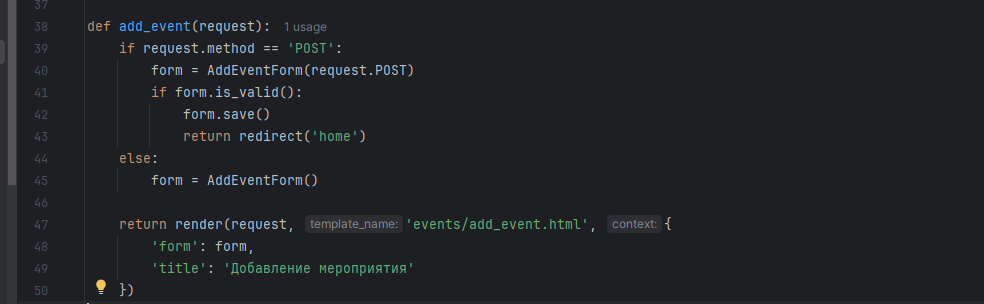 37
38 def add_event(request): 1 usage
39     if request.method == 'POST':
40         form = AddEventForm(request.POST)
41         if form.is_valid():
42             form.save()
43             return redirect('home')
44     else:
45         form = AddEventForm()
46
47     return render(request, template_name: 'events/add_event.html', context: {
48         'form': form,
49         'title': 'Добавление мероприятия'
50     })